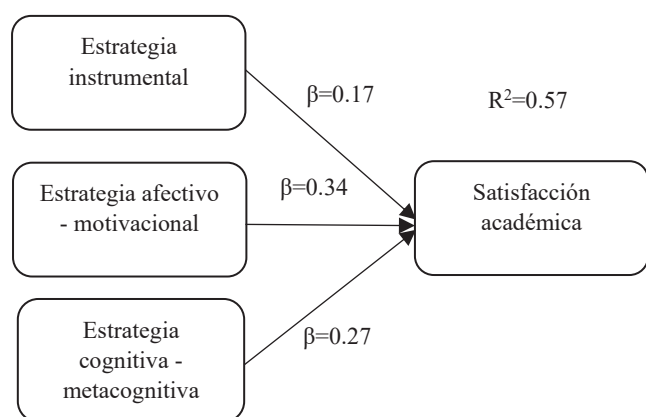 Estrategia
instrumental
β=0.17
R²=0.57
Estrategia afectivo
- motivacional
β=0.34
Satisfacción
académica
Estrategia
cognitiva -
metacognitiva
β=0.27